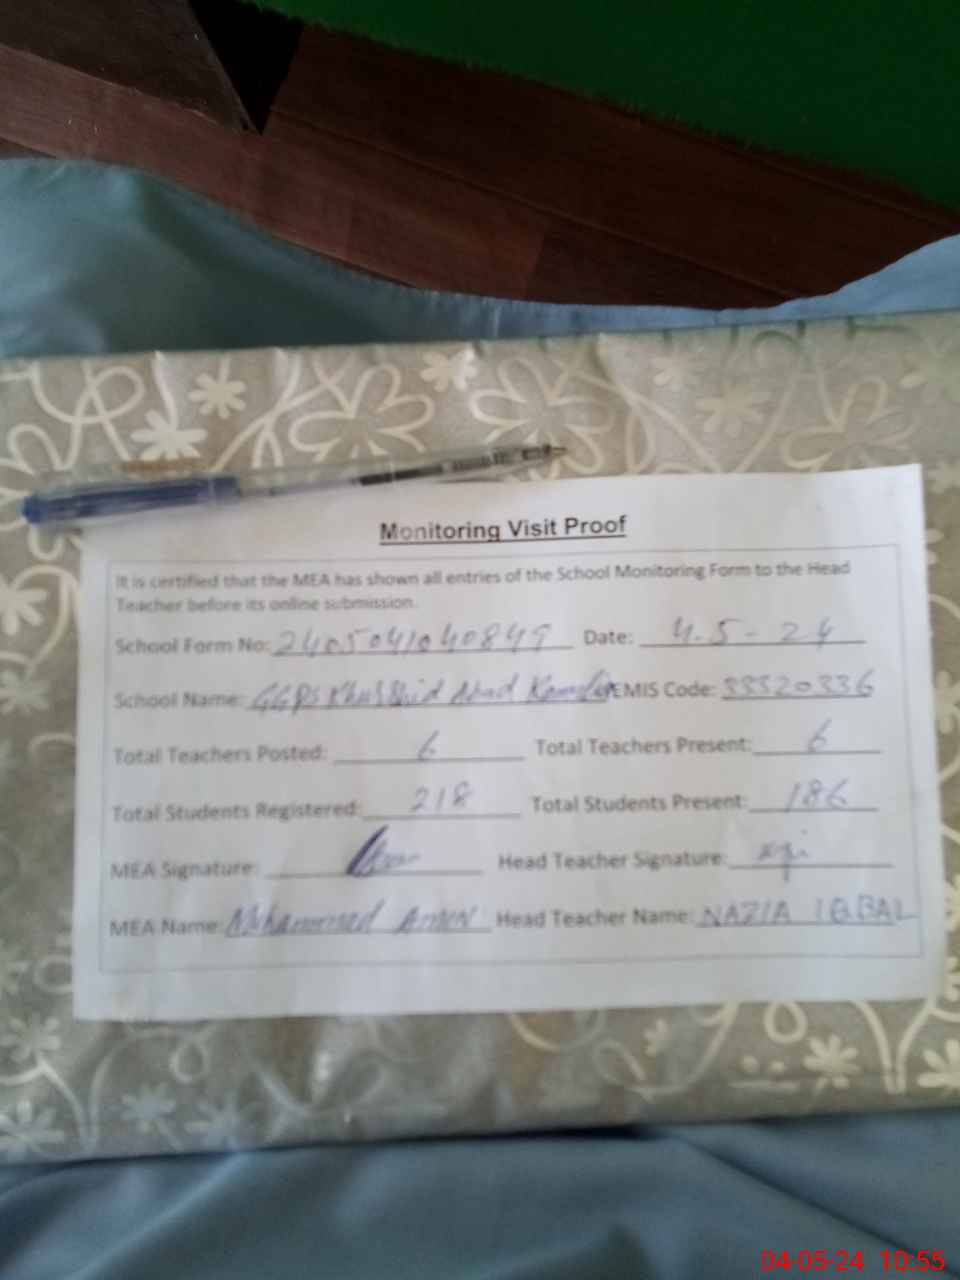 Monitoring Visit Proof
It is certified that the MEA has shown all entries of the School Monitoring Form to the Head
Teacher before its online submission.
School Form No: 2405041040849 Date: 4-5-24
School Name: GGPS EMIS Code: 33320336
Total Teachers Posted: 6 Total Teachers Present: 6
Total Students Registered: 218 Total Students Present: 186
MEA Signature: Head Teacher Signature:
MEA Name: Muhammad Head Teacher Name: NAZIA IQBAL
04-05-24 10:55